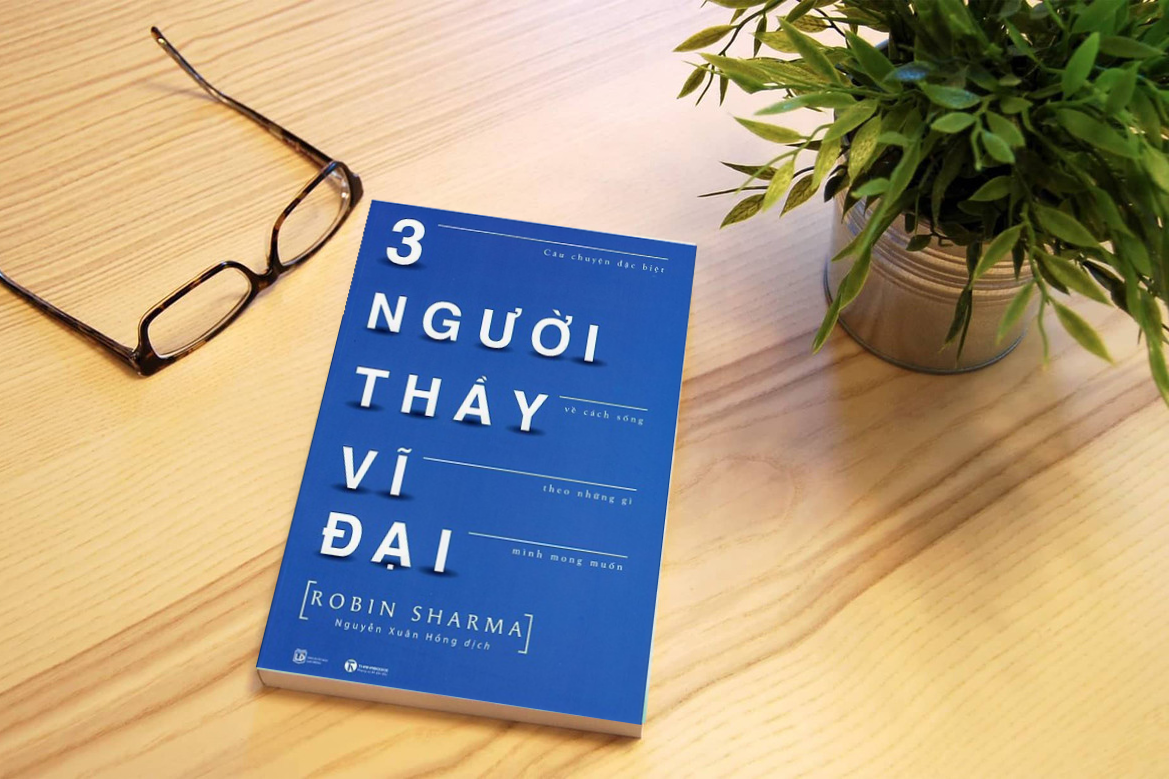 3
Câu chuyện đặc biệt
NGƯỜI
THẦY
về cách sống
VĨ
theo những gì
ĐẠI
mình mong muốn
[ROBIN SHARMA]
Nguyễn Xuân Hồng dịch